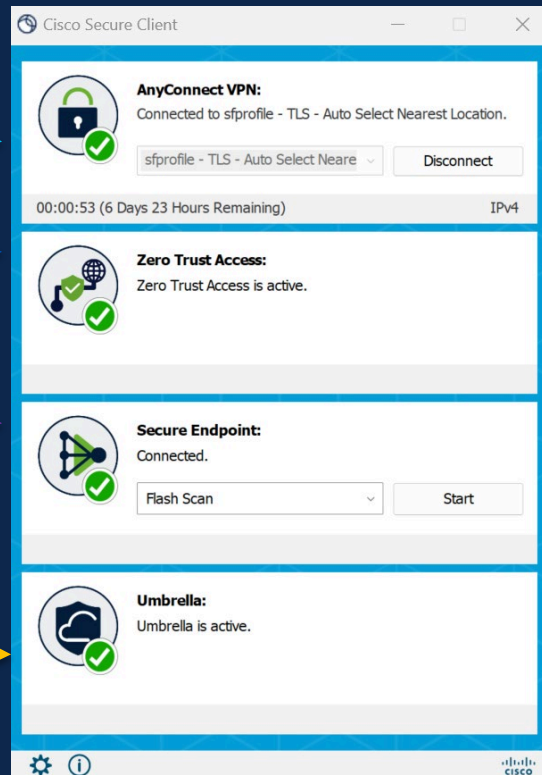 Cisco Secure Client
AnyConnect VPN:
Connected to sfprofile - TLS - Auto Select Nearest Location.
sfprofile - TLS - Auto Select Neare
Disconnect
00:00:53 (6 Days 23 Hours Remaining)
IPv4
Zero Trust Access:
Zero Trust Access is active.
Secure Endpoint:
Connected.
Flash Scan
Start
Umbrella:
Umbrella is active.
CISCO